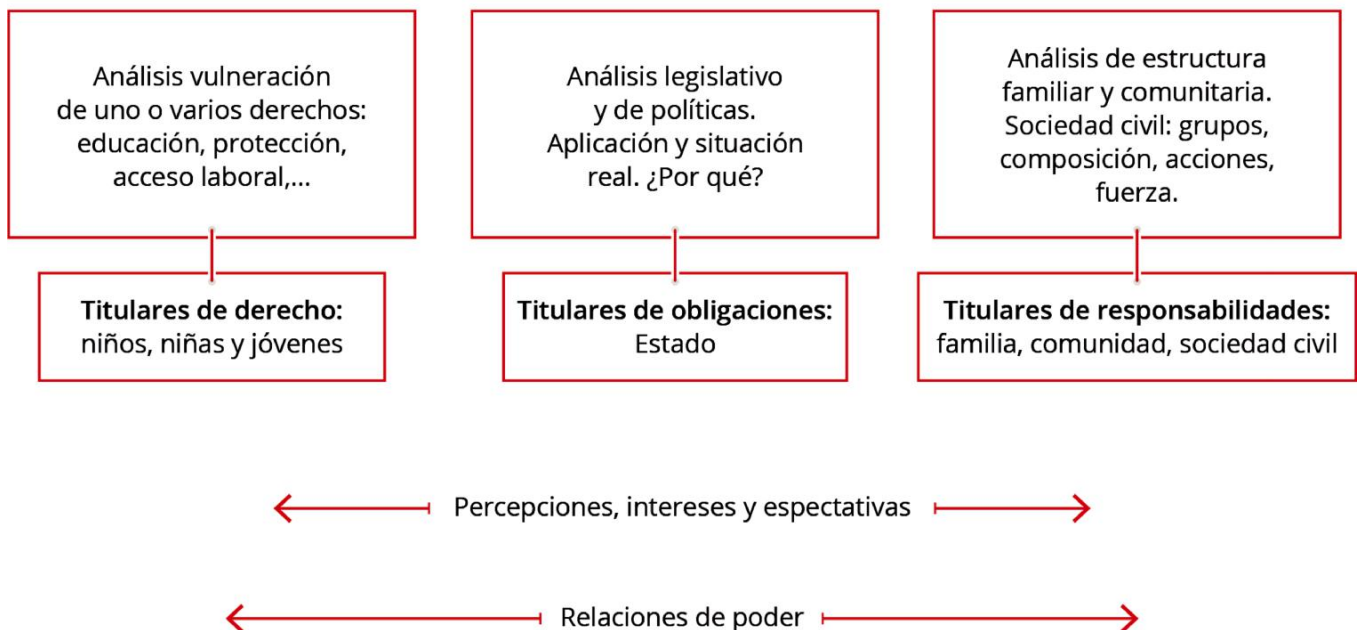 Análisis vulneración
de uno o varios derechos:
educación, protección,
acceso laboral,...
Titulares de derecho:
niños, niñas y jóvenes
Análisis legislativo
y de políticas.
Aplicación y situación
real. ¿Por qué?
Titulares de obligaciones:
Estado
Análisis de estructura
familiar y comunitaria.
Sociedad civil: grupos,
composición, acciones,
fuerza.
Titulares de responsabilidades:
familia, comunidad, sociedad civil
Percepciones, intereses y espectativas
Relaciones de poder